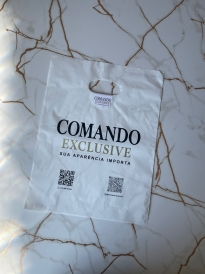 COMANDO
EXCLUSIVE
SUA APARÊNCIA IMPORTA